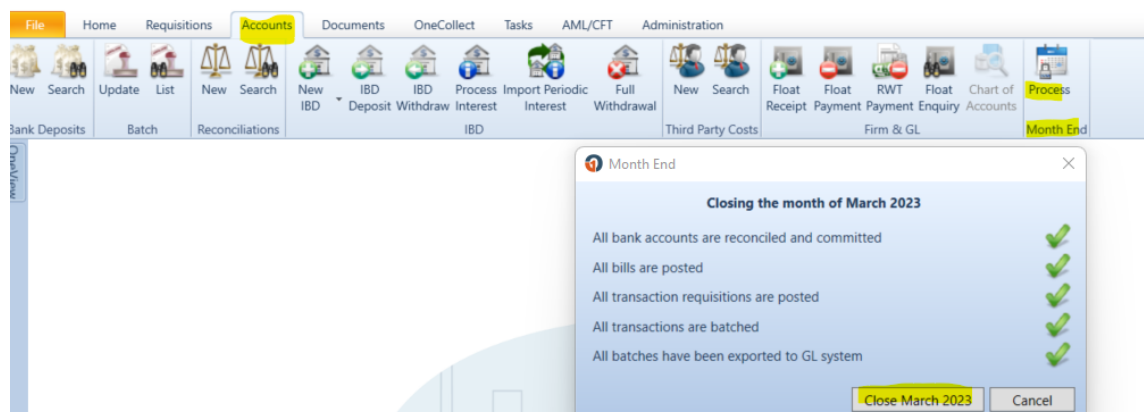 File Home Requisitions Accounts Documents OneCollect Tasks AML/CFT Administration
New Search Update List New Search New IBD Process Import Periodic Full New Search Float Float RWT Float Chart of Process
IBD Deposit Withdraw Interest Interest Withdrawal Receipt Payment Payment Enquiry Accounts
IBD
Bank Deposits Batch Reconciliations IBD Third Party Costs Firm & GL Month End
OneView
Month End
Closing the month of March 2023
All bank accounts are reconciled and committed
All bills are posted
All transaction requisitions are posted
All transactions are batched
All batches have been exported to GL system
Close March 2023 Cancel